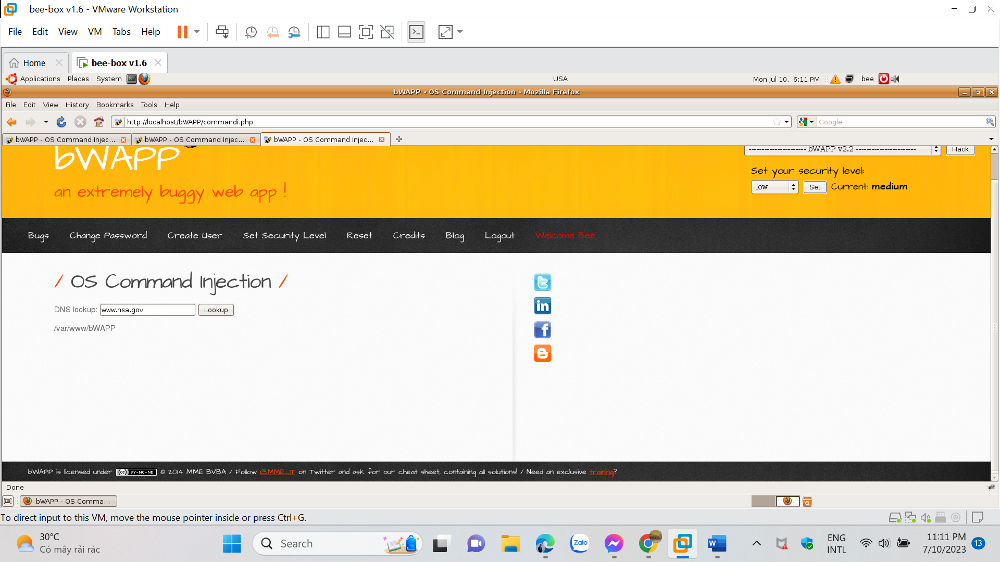 bee-box v1.6 - VMware Workstation
File Edit View VM Tabs Help
Home bee-box v1.6
Applications Places System USA Mon Jul 10, 6:11 PM bee
bWAPP - OS Command Injection - Mozilla Firefox
File Edit View History Bookmarks Tools Help
http://localhost/bWAPP/commandi.php Google
bWAPP - OS Command Injec... bWAPP - OS Command Injec... bWAPP - OS Command Injec...
bWAPP
---------------------- bWAPP v2.2 ----------------------- Hack
an extremely buggy web app !
Set your security level:
low Set Current: medium
Bugs Change Password Create User Set Security Level Reset Credits Blog Logout Welcome Bee
/ OS Command Injection /
DNS lookup: www.nsa.gov Lookup
/var/www/bWAPP
bWAPP is licensed under (cc) BY-NC-ND © 2014 MME BVBA / Follow @MME_IT on Twitter and ask for our cheat sheet, containing all solutions! / Need an exclusive training?
Done
bWAPP - OS Comma...
To direct input to this VM, move the mouse pointer inside or press Ctrl+G.
30°C
Có mây rải rác
Search
Zalo
ENG
INTL
11:11 PM
7/10/2023
13